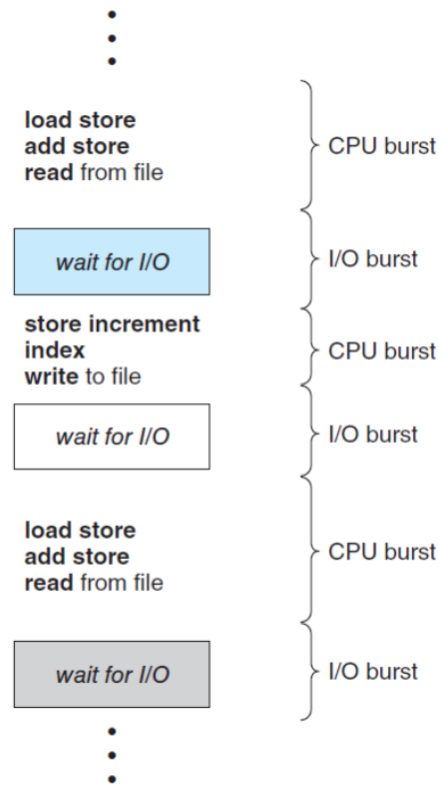 load store
add store
read from file
CPU burst
wait for I/O
I/O burst
store increment
index
write to file
CPU burst
wait for I/O
I/O burst
load store
add store
read from file
CPU burst
wait for I/O
I/O burst